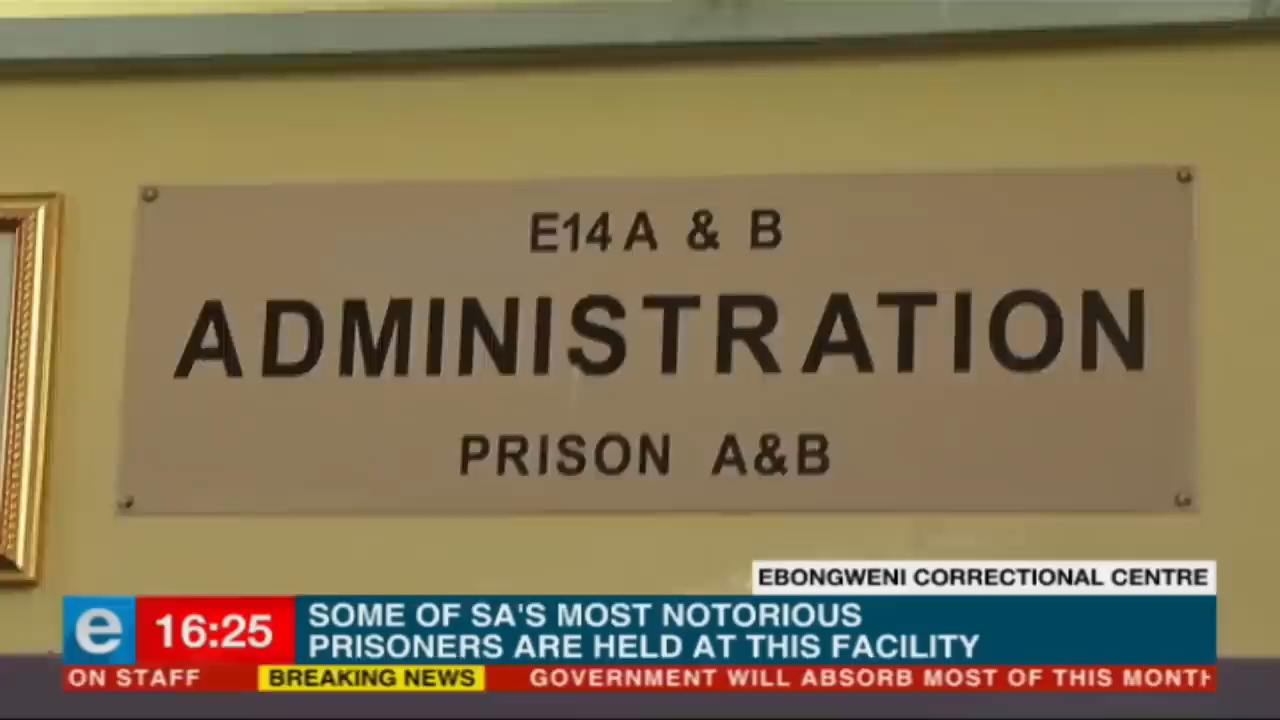 E14 A & B
ADMINISTRATION
PRISON A&B
EBONGWENI CORRECTIONAL CENTRE
e
16:25
SOME OF SA'S MOST NOTORIOUS
PRISONERS ARE HELD AT THIS FACILITY
ON STAFF BREAKING NEWS GOVERNMENT WILL ABSORB MOST OF THIS MONTH